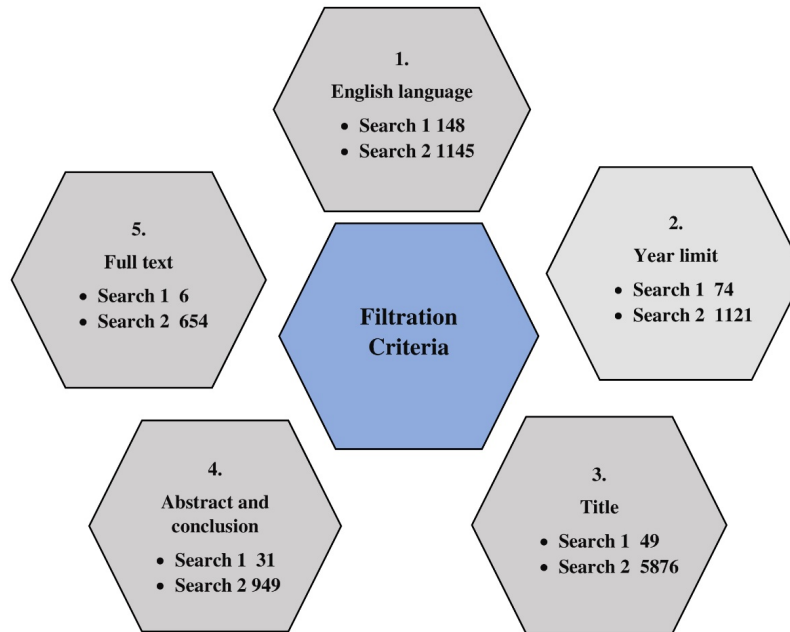 1.
English language
• Search 1 148
• Search 2 1145
2.
Year limit
• Search 1 74
• Search 2 1121
3.
Title
• Search 1 49
• Search 2 5876
4.
Abstract and
conclusion
• Search 1 31
• Search 2 949
5.
Full text
• Search 1 6
• Search 2 654
Filtration
Criteria